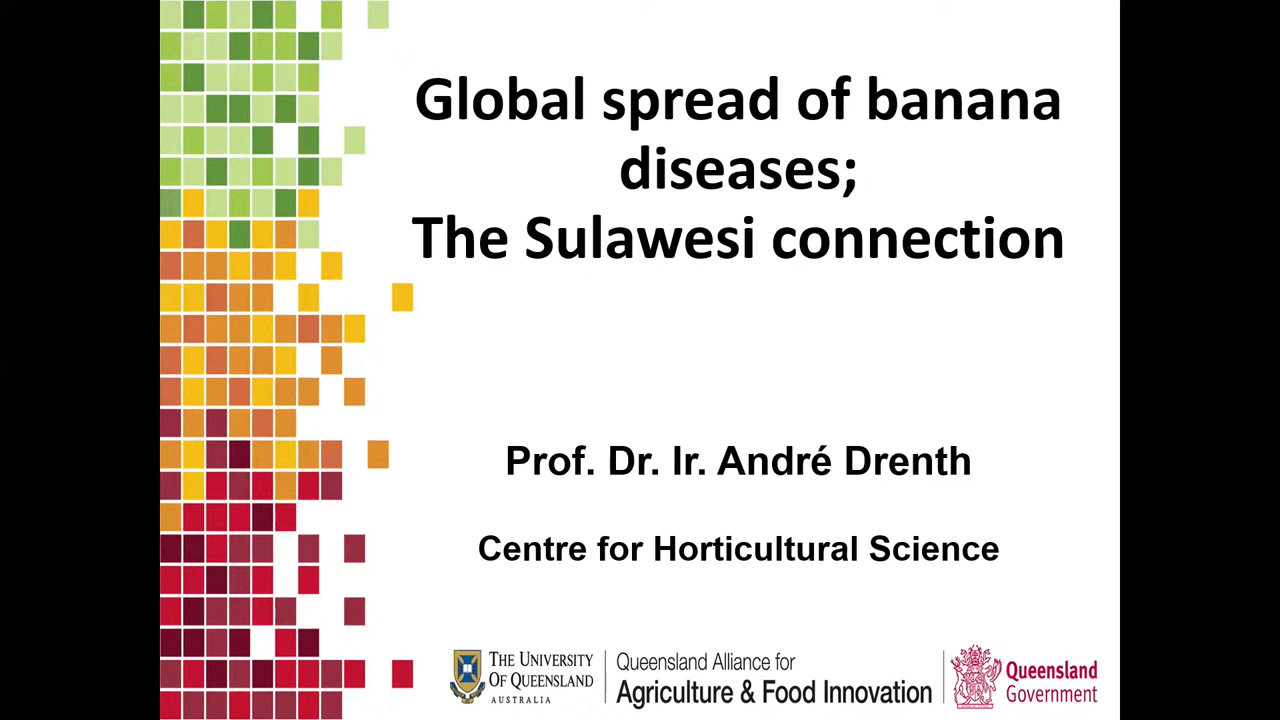 Global spread of banana
diseases;
The Sulawesi connection
Prof. Dr. Ir. André Drenth
Centre for Horticultural Science
THE UNIVERSITY
OF QUEENSLAND
AUSTRALIA
Queensland Alliance for
Agriculture & Food Innovation
Queensland
Government